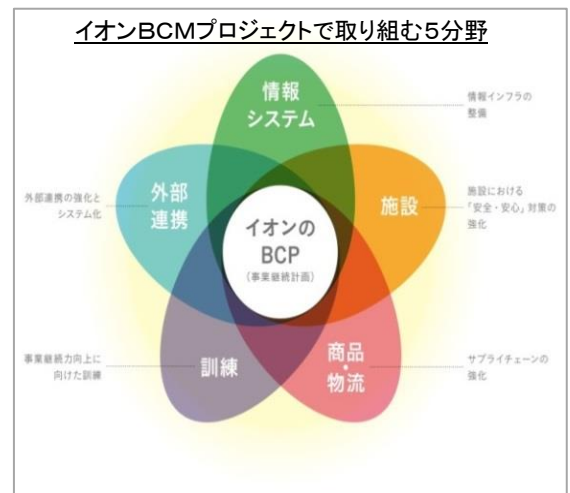 イオンBCMプロジェクトで取り組む5分野
情報
システム
情報インフラの
整備
外部連携の強化と
システム化
外部
連携
施設
施設における
「安全・安心」対策の
強化
イオンの
BCP
(事業継続計画)
事業継続力向上に
向けた訓練
訓練
商品
・
物流
サプライチェーンの
強化